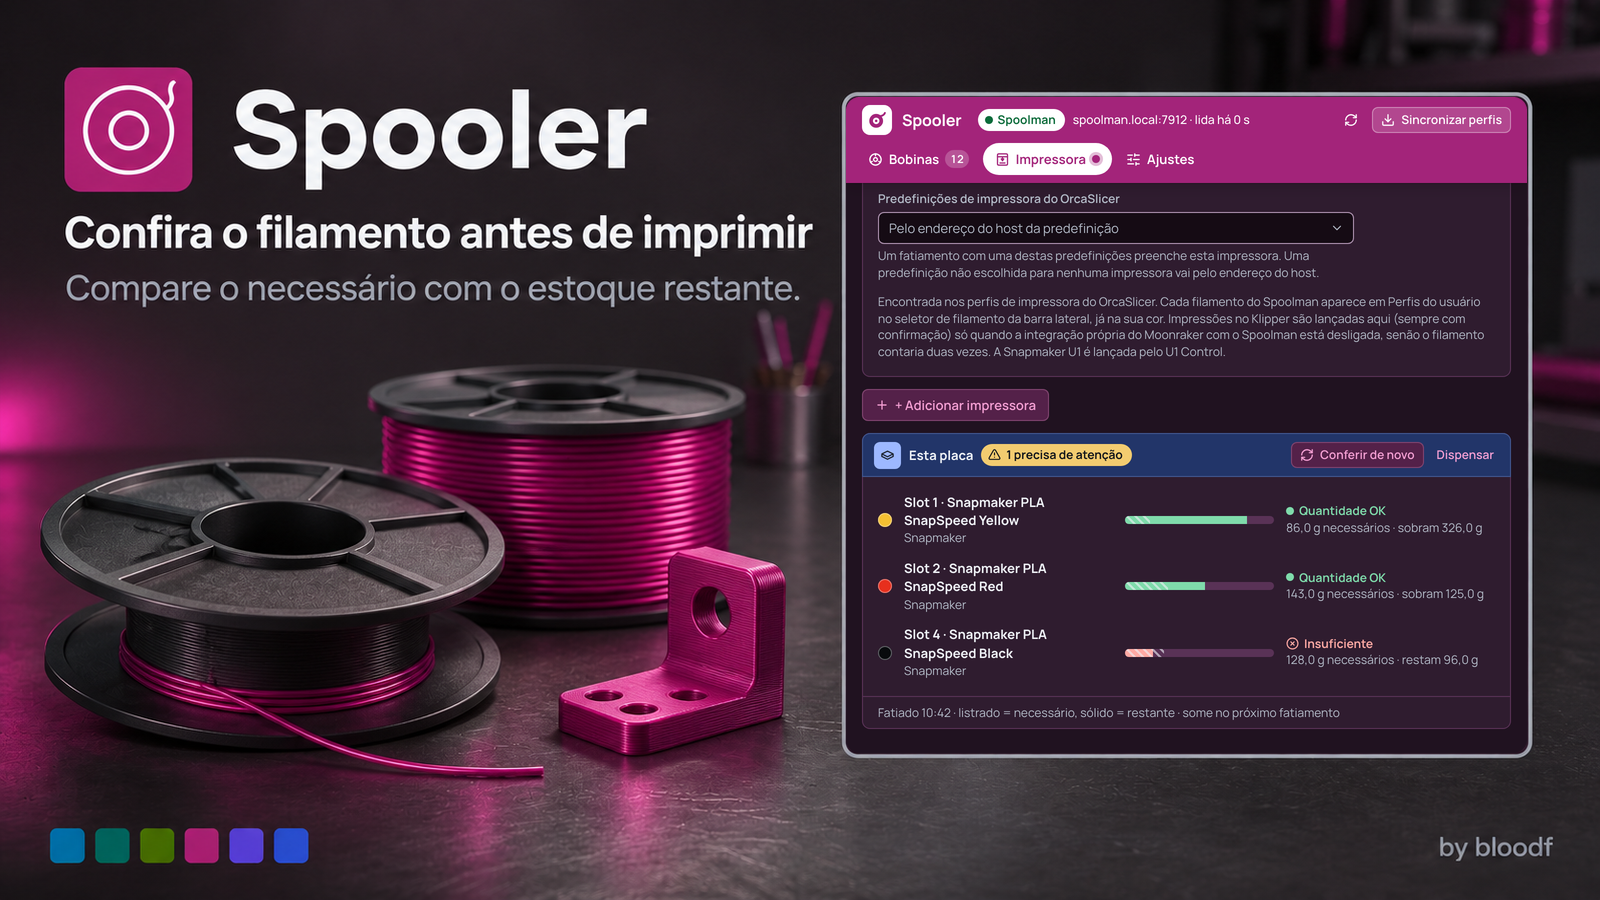 Spooler
Confira o filamento antes de imprimir
Compare o necessário com o estoque restante.
Spooler
Spoolman
spoolman.local:7912 · lida há 0 s
Sincronizar perfis
Bobinas 12
Impressora
Ajustes
Predefinições de impressora do OrcaSlicer
Pelo endereço do host da predefinição
Um fatiamento com uma destas predefinições preenche esta impressora. Uma
predefinição não escolhida para nenhuma impressora vai pelo endereço do host.
Encontrada nos perfis de impressora do OrcaSlicer. Cada filamento do Spoolman aparece em Perfis do usuário
no seletor de filamento da barra lateral, já na sua cor. Impressões no Klipper são lançadas aqui (sempre com
confirmação) só quando a integração própria do Moonraker com o Spoolman está desligada, senão o filamento
contaria duas vezes. A Snapmaker U1 é lançada pelo U1 Control.
+ Adicionar impressora
Esta placa
1 precisa de atenção
Conferir de novo
Dispensar
Slot 1 · Snapmaker PLA
SnapSpeed Yellow
Snapmaker
Quantidade OK
86,0 g necessários · sobram 326,0 g
Slot 2 · Snapmaker PLA
SnapSpeed Red
Snapmaker
Quantidade OK
143,0 g necessários · sobram 125,0 g
Slot 4 · Snapmaker PLA
SnapSpeed Black
Snapmaker
Insuficiente
128,0 g necessários · restam 96,0 g
Fatiado 10:42 · listrado = necessário, sólido = restante · some no próximo fatiamento
by bloodf